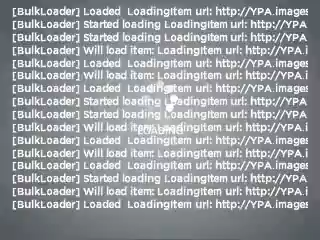 [BulkLoader] Loaded  LoadingItem url: http://YPA.images
[BulkLoader] Started loading LoadingItem url: http://YPA
[BulkLoader] Will load item: LoadingItem url: http://YPA.i
[BulkLoader] Loaded  LoadingItem url: http://YPA.images
[BulkLoader] Will load item: LoadingItem url: http://YPA.i
[BulkLoader] Loaded  LoadingItem url: http://YPA.images
[BulkLoader] Started loading LoadingItem url: http://YPA
[BulkLoader] Loaded  LoadingItem url: http://YPA.images
[BulkLoader] Started loading LoadingItem url: http://YPA
[BulkLoader] Will load item: LoadingItem url: http://YPA.i
LOADING
[BulkLoader] Loaded  LoadingItem url: http://YPA.images
[BulkLoader] Will load item: LoadingItem url: http://YPA.i
[BulkLoader] Loaded  LoadingItem url: http://YPA.images
[BulkLoader] Started loading LoadingItem url: http://YPA
[BulkLoader] Will load item: LoadingItem url: http://YPA.i
[BulkLoader] Loaded  LoadingItem url: http://YPA.images